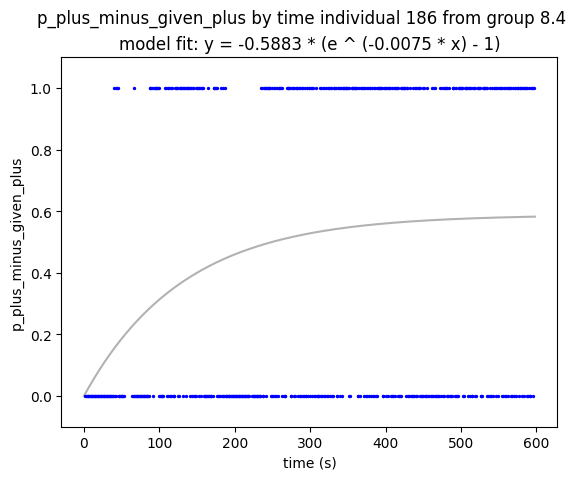 p_plus_minus_given_plus by time individual 186 from group 8.4
model fit: y = -0.5883 * (e ^ (-0.0075 * x) - 1)
1.0
0.8
0.6
0.4
0.2
0.0
p_plus_minus_given_plus
0 100 200 300 400 500 600
time (s)